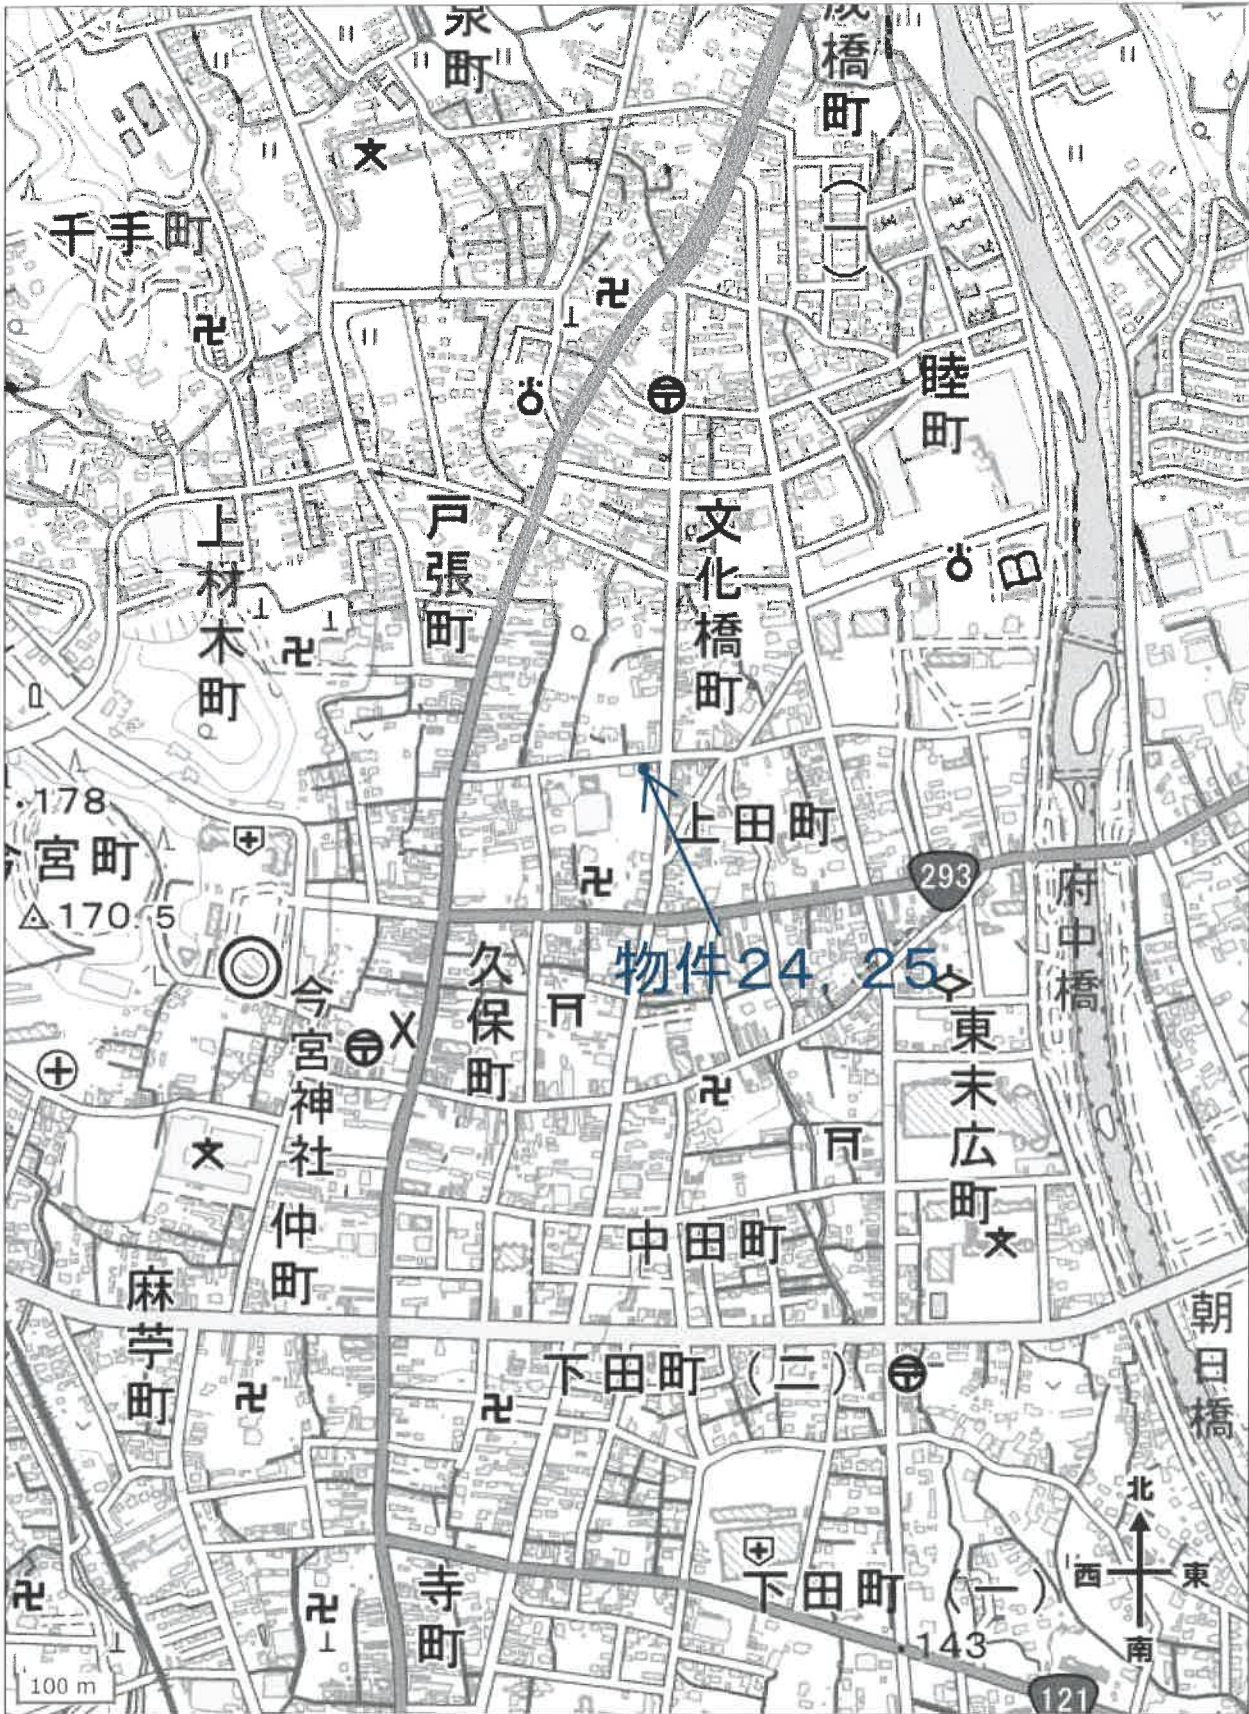 泉町
成橋町(一)
千手町
睦町
戸張町
文化橋町
上材木町
上田町
・178
今宮町
△170.5
293
府中橋
物件24, 25
久保町
今宮神社
東末広町
仲町
中田町
麻苧町
朝日橋
下田町(二)
北
西
東
南
寺町
下田町(一)
・143
121
100 m